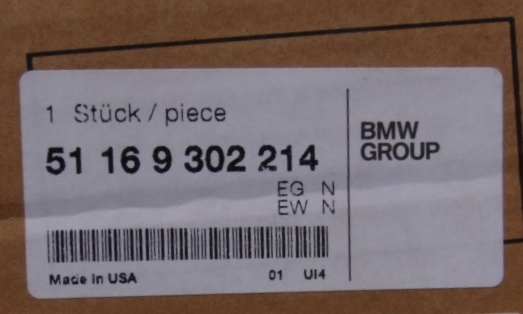 1 Stück / piece
51 16 9 302 214
EG N
EW N
Made in USA 01 UI4
BMW
GROUP